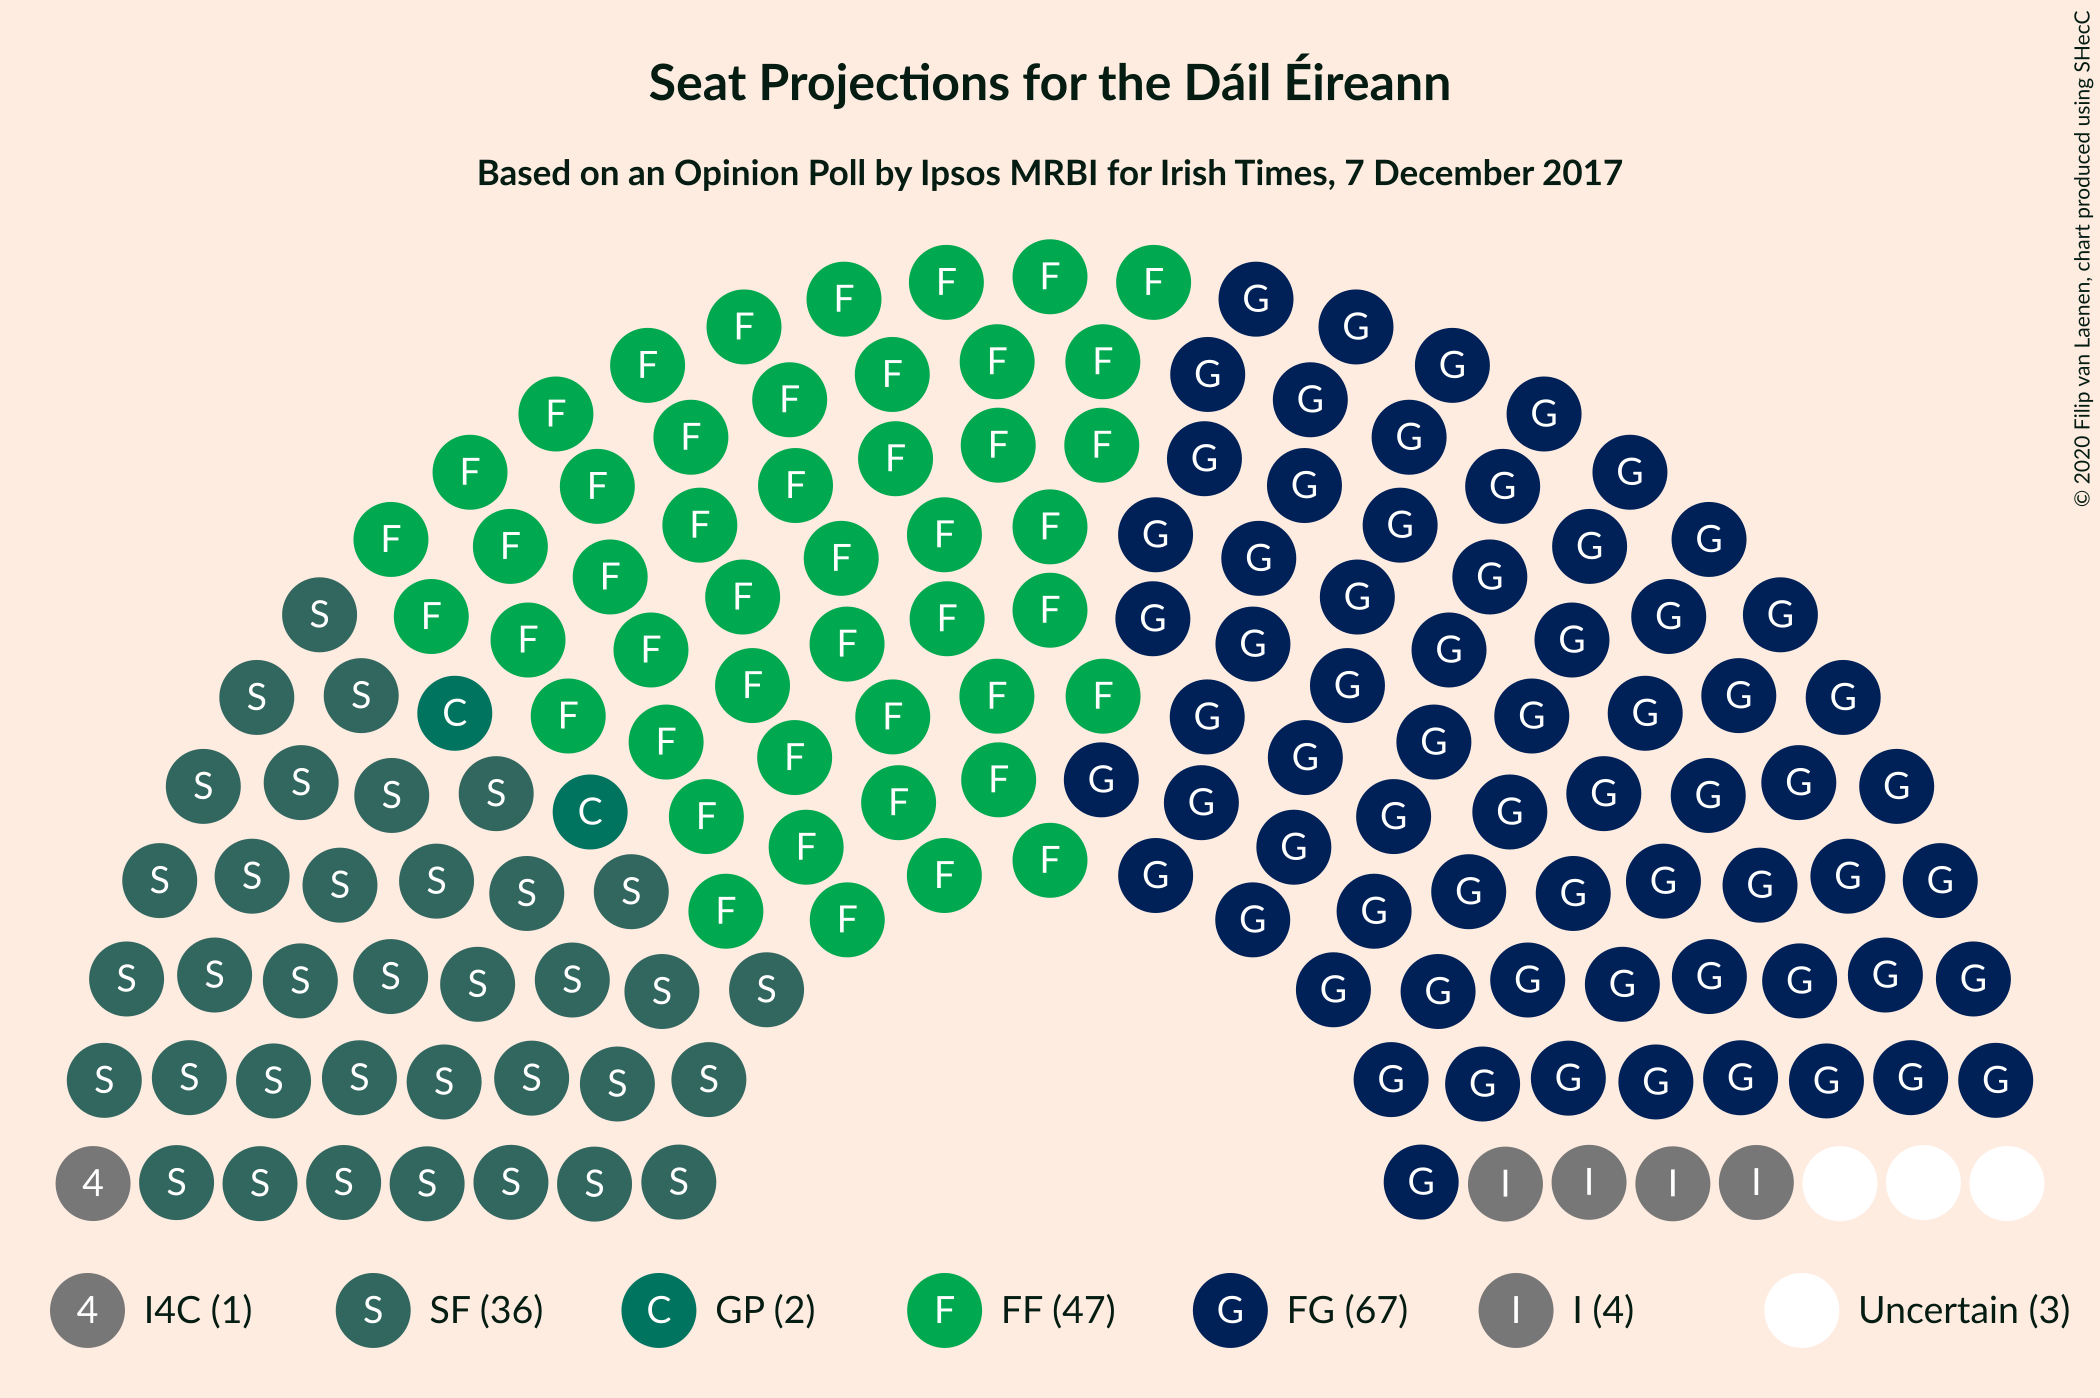 Seat Projections for the Dáil Éireann
Based on an Opinion Poll by Ipsos MRBI for Irish Times, 7 December 2017
© 2020 Filip van Laenen, chart produced using SHecC
F F F F F F F F F F G G G G G
F F F F F F F G G G G G G
F F F F F F G G G G G G
S F F F F F F G G G G G G
S S C F F F F F F G G G G G G G G
S S S S C F F F F F G G G G G G G G G
S S S S S S F F F F G G G G G G G G G
S S S S S S S S G G G G G G G G
S S S S S S S S G G G G G G G G
4 S S S S S S S G I I I I
4 I4C (1) S SF (36) C GP (2) F FF (47) G FG (67) I I (4) Uncertain (3)